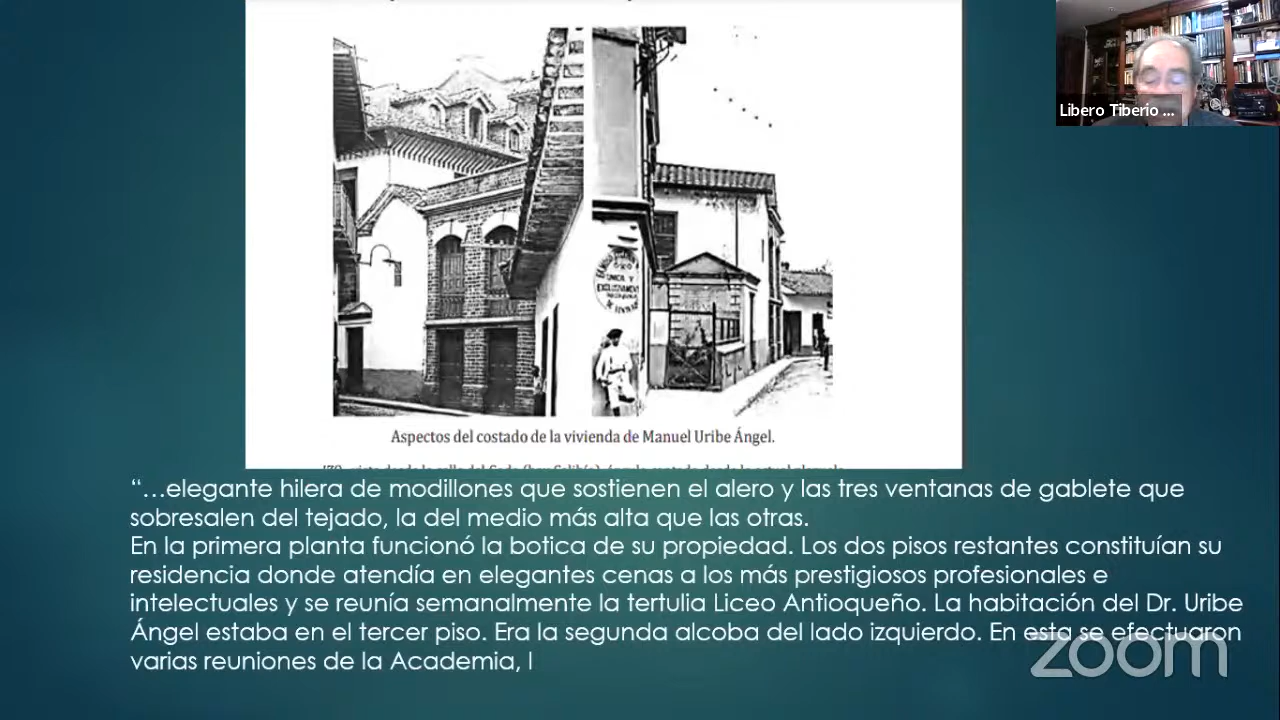 Libero Tiberio ...
UNICA Y
Aspectos del costado de la vivienda de Manuel Uribe Ángel.
“…elegante hilera de modillones que sostienen el alero y las tres ventanas de gablete que
sobresalen del tejado, la del medio más alta que las otras.
En la primera planta funcionó la botica de su propiedad. Los dos pisos restantes constituían su
residencia donde atendía en elegantes cenas a los más prestigiosos profesionales e
intelectuales y se reunía semanalmente la tertulia Liceo Antioqueño. La habitación del Dr. Uribe
Ángel estaba en el tercer piso. Era la segunda alcoba del lado izquierdo. En esta se efectuaron
varias reuniones de la Academia, l
zoom